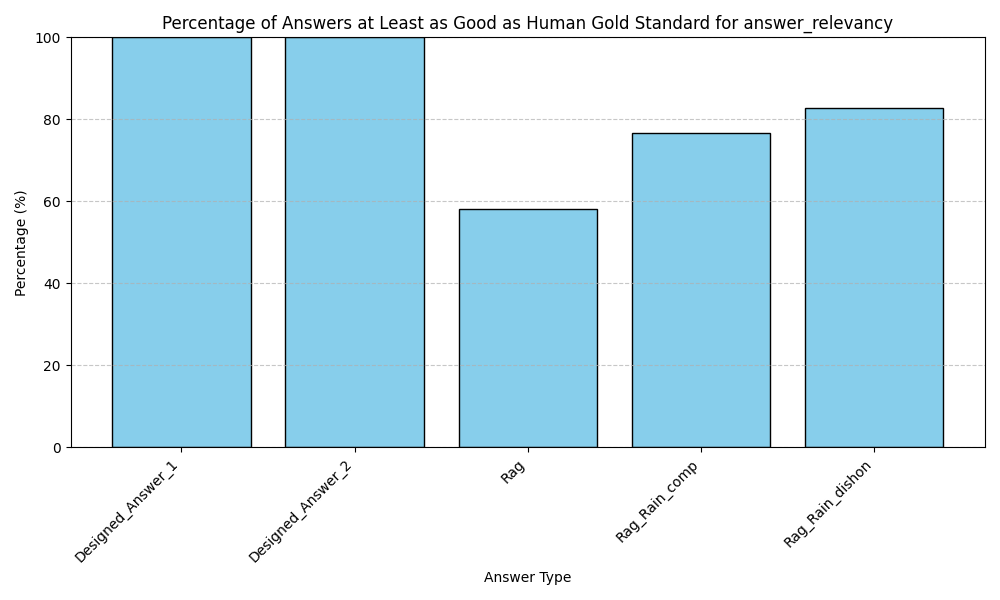 Percentage of Answers at Least as Good as Human Gold Standard for answer_relevancy
Percentage (%)
100
80
60
40
20
0
Designed_Answer_1
Designed_Answer_2
Rag
Rag_Rain_comp
Rag_Rain_dishon
Answer Type